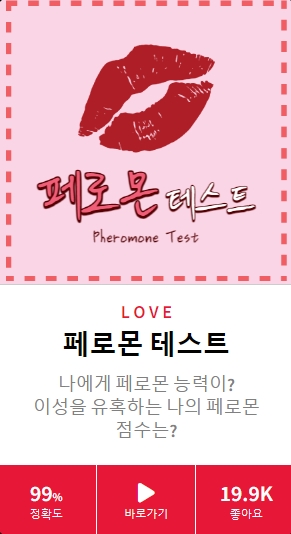 페로몬 테스트
Pheromone Test
LOVE
페로몬 테스트
나에게 페로몬 능력이?
이성을 유혹하는 나의 페로몬
점수는?
99% 19.9K
정확도 바로가기 좋아요